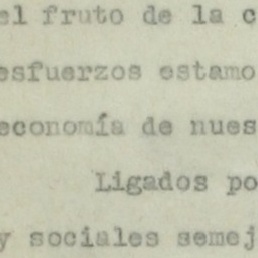 el fruto de la c
esfuerzos estamo
economía de nues
Ligados po
y sociales semej